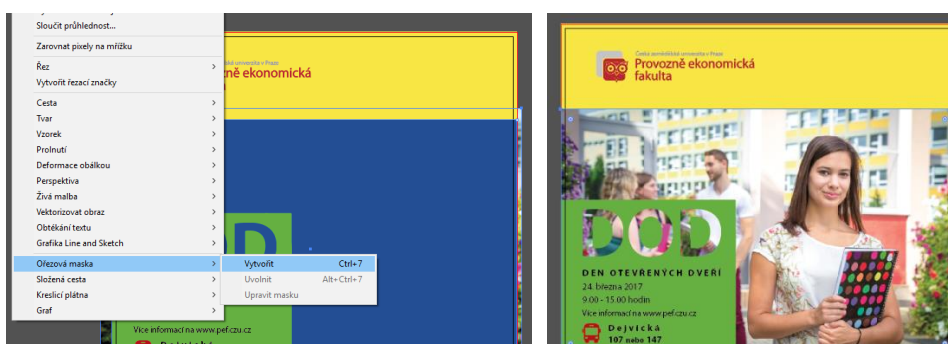 Sloučit průhlednost...
Zarovnat pixely na mřížku
Řez
Vytvořit řezací značky
Cesta
Tvar
Vzorek
Prolnutí
Deformace obálkou
Perspektiva
Živá malba
Vektorizovat obraz
Obtékání textu
Grafika Line and Sketch
Ořezová maska
Složená cesta
Kreslicí plátna
Graf
Vytvořit Ctrl+7
Uvolnit Alt+Ctrl+7
Upravit masku
ně ekonomická
D
Více informací na www.pef.czu.cz
Česká zemědělská univerzita v Praze
Provozně ekonomická
fakulta
DOD
DEN OTEVŘENÝCH DVEŘÍ
24. března 2017
9.00 - 15.00 hodin
Více informací na www.pef.czu.cz
Dejvická
107 nebo 147